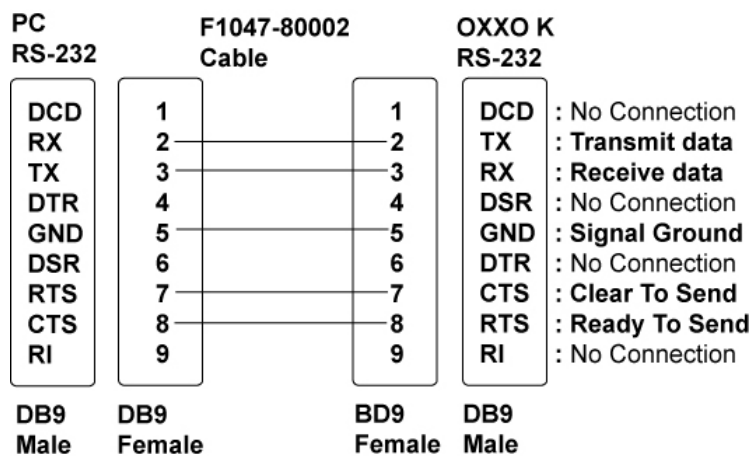 PC
RS-232
F1047-80002
Cable
OXXO K
RS-232
DCD 1 1 DCD : No Connection
RX 2 2 TX : Transmit data
TX 3 3 RX : Receive data
DTR 4 4 DSR : No Connection
GND 5 5 GND : Signal Ground
DSR 6 6 DTR : No Connection
RTS 7 7 CTS : Clear To Send
CTS 8 8 RTS : Ready To Send
RI 9 9 RI : No Connection
DB9
Male
DB9
Female
BD9
Female
DB9
Male